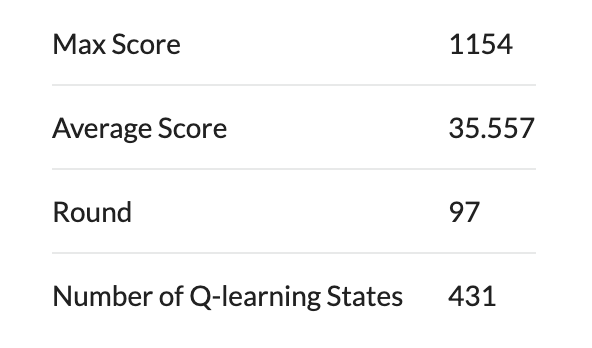 Max Score 1154
Average Score 35.557
Round 97
Number of Q-learning States 431